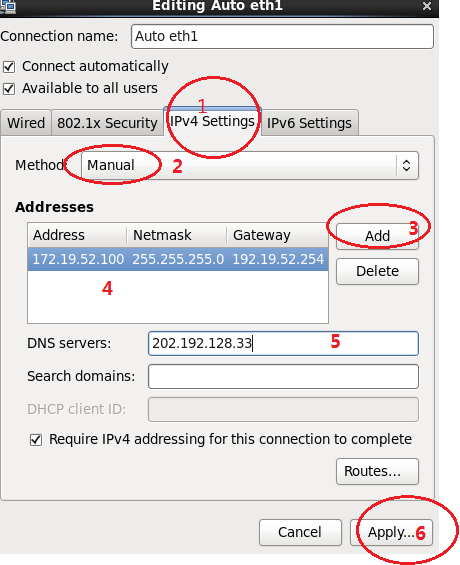 Editing Auto eth1
Connection name: Auto eth1
Connect automatically
Available to all users
Wired 802.1x Security IPv4 Settings IPv6 Settings
1
Method: Manual 2
Addresses
Address Netmask Gateway
172.19.52.100 255.255.255.0 192.19.52.254
4
Add 3
Delete
DNS servers: 202.192.128.33 5
Search domains:
DHCP client ID:
Require IPv4 addressing for this connection to complete
Routes...
Cancel Apply... 6